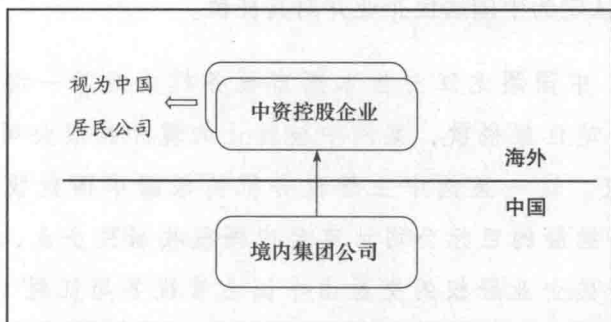 视为中国
居民公司
中资控股企业
海外
中国
境内集团公司